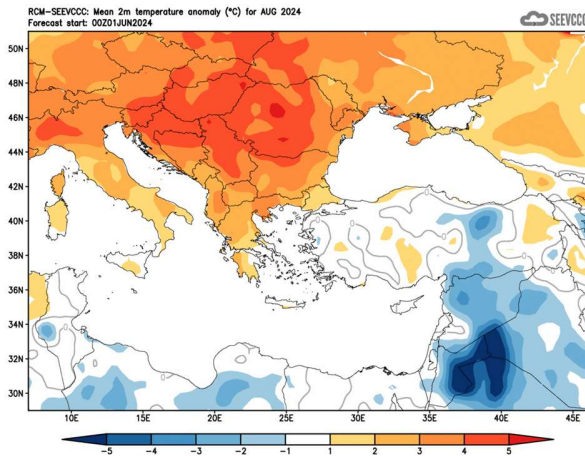 RCM-SEEVCCC: Mean 2m temperature anomaly (°C) for AUG 2024
Forecast start: 00Z01JUN2024
SEEVCCC
50N
48N
46N
44N
42N
40N
38N
36N
34N
32N
30N
10E 15E 20E 25E 30E 35E 40E 45E
-5 -4 -3 -2 -1 1 2 3 4 5